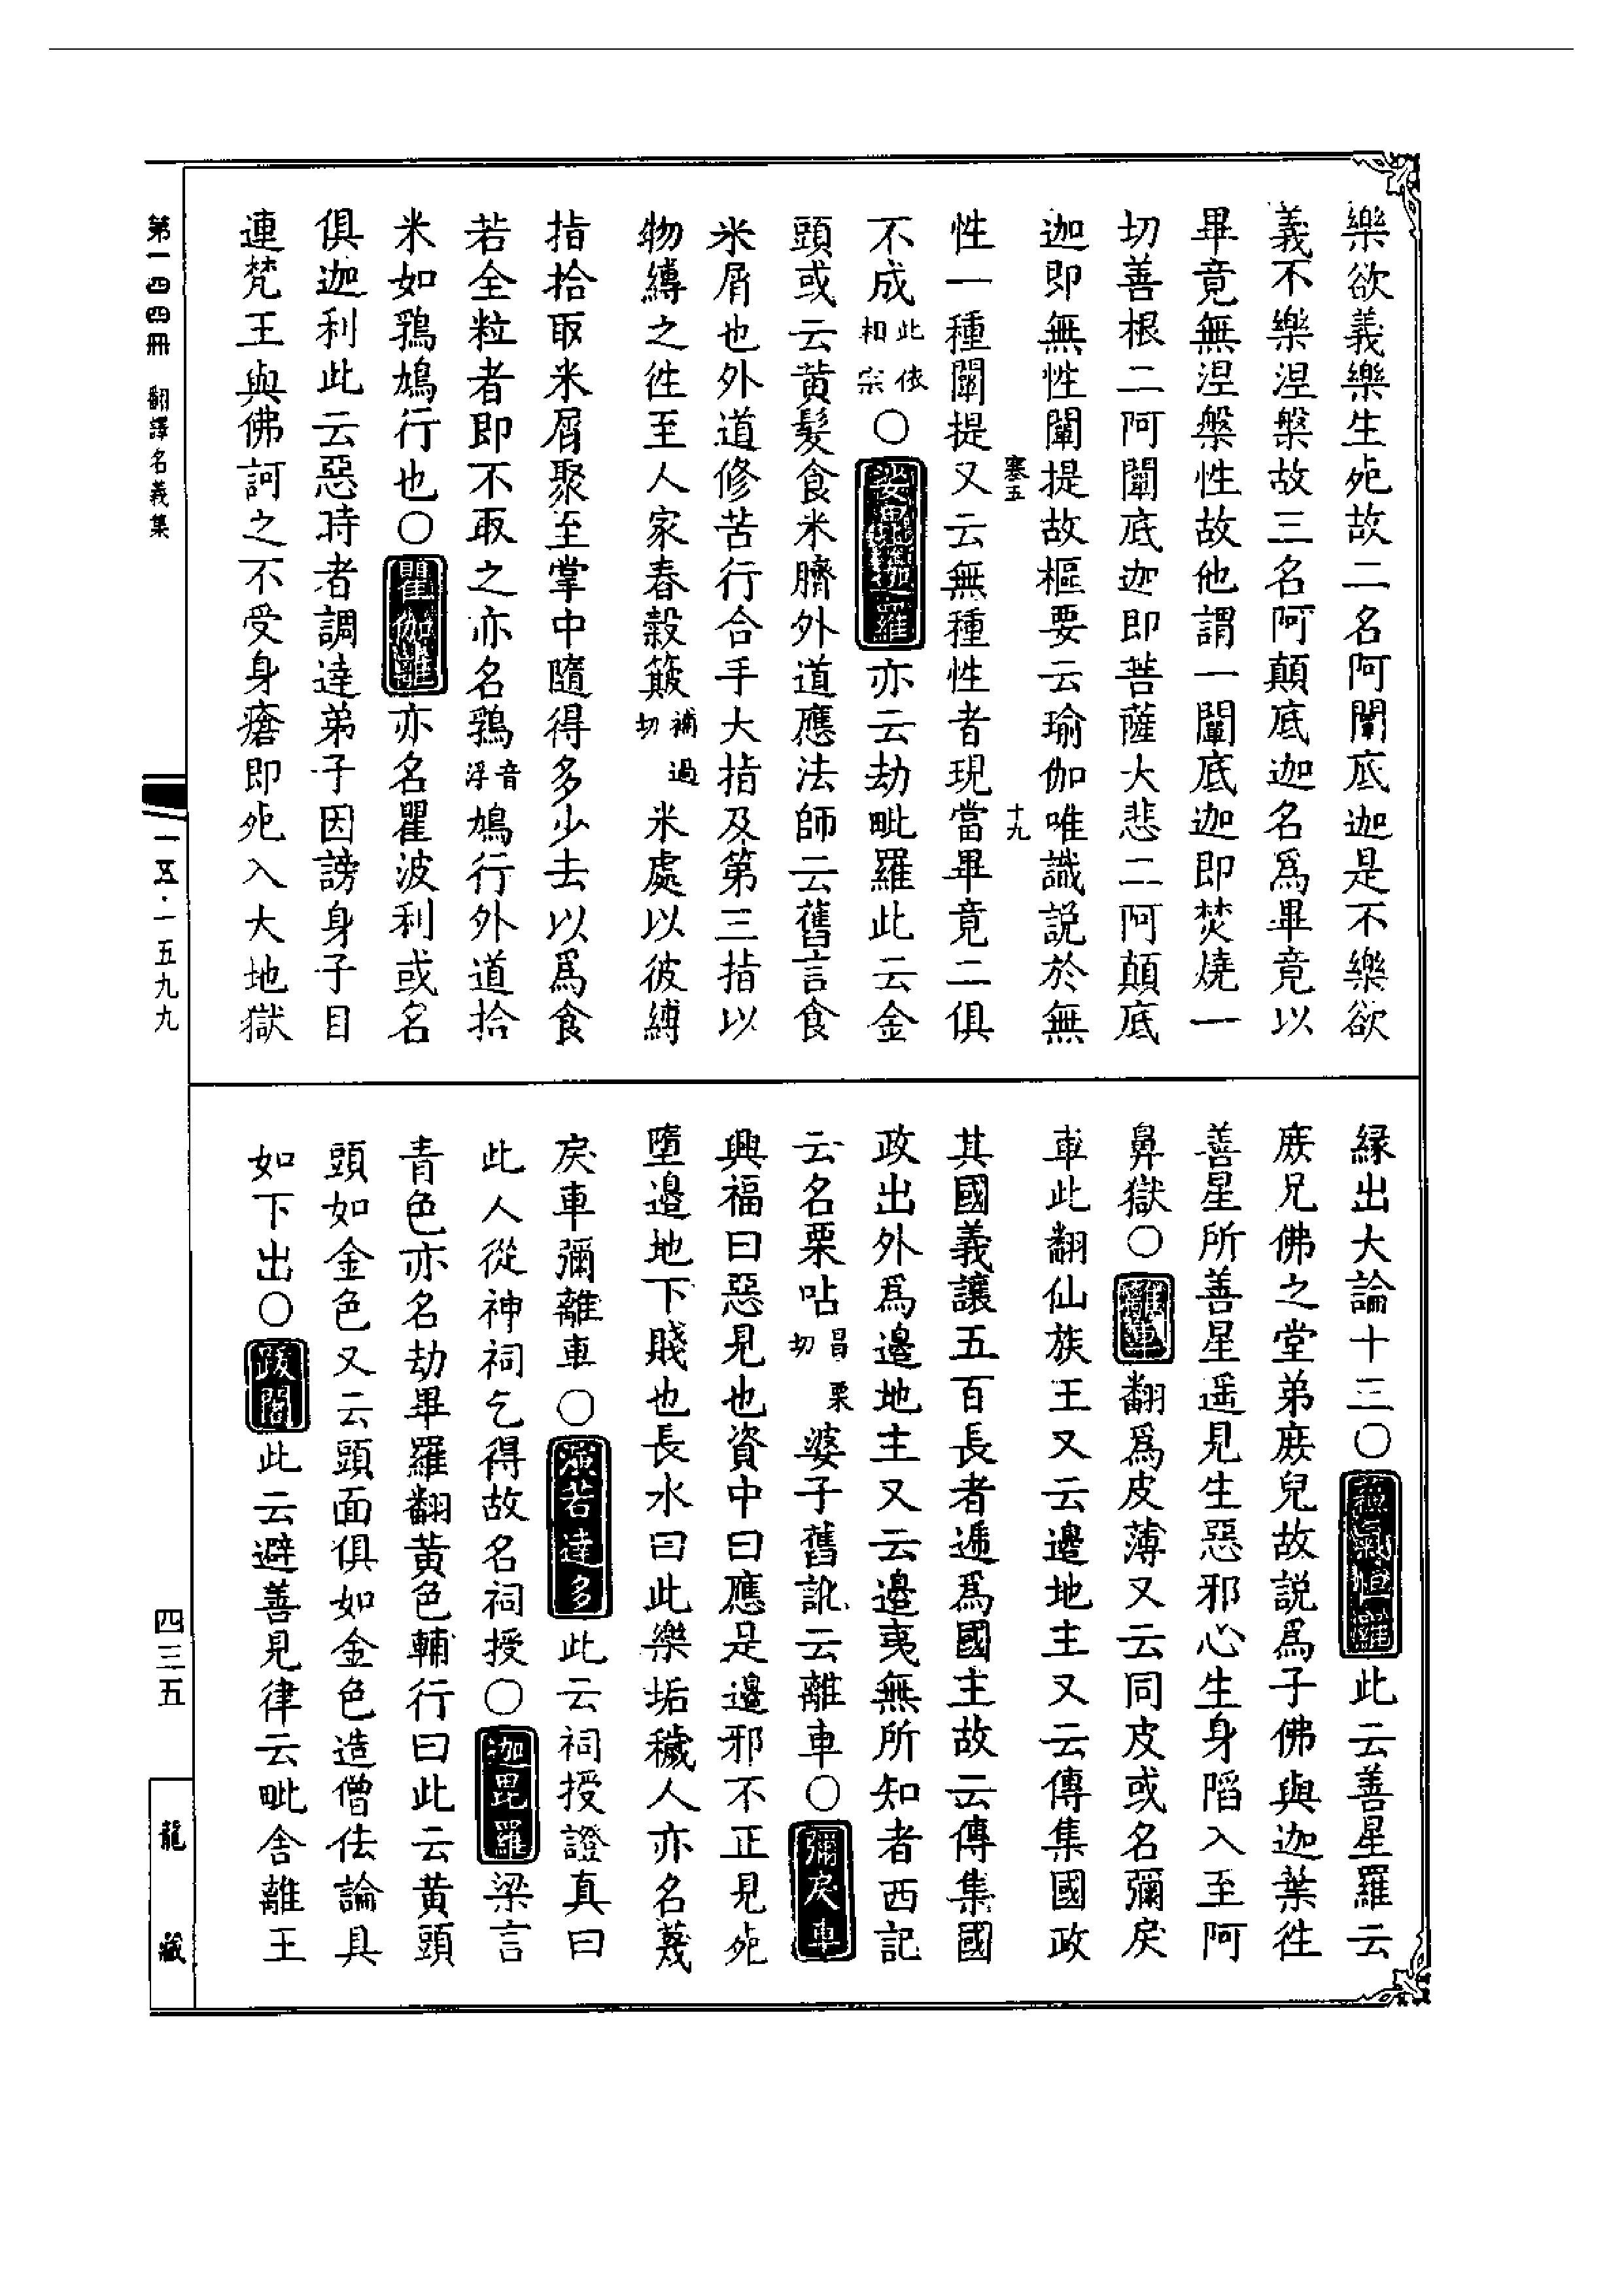 樂欲義樂生死故二名阿闡底迦是不樂欲
義不樂涅槃故三名阿顛底迦名爲畢竟以
畢竟無涅槃性故他謂一闡底迦即焚燒一
切善根二阿闡底迦即菩薩大悲二阿顛底
迦即無性闡提故樞要云瑜伽唯識說於無
塞五 十九
性一種闡提又云無種性者現當畢竟二俱
不成此依相宗○娑毘迦羅亦云劫毗羅此云金
頭或云黃髮食米臍外道應法師云舊言食
米屑也外道修苦行合手大指及第三指以
物縛之往至人家舂穀簸補過切米處以彼縛
指拾取米屑聚至掌中隨得多少去以爲食
若全粒者即不取之亦名鵶音浮鳩行外道拾
米如鵶鳩行也○瞿伽離亦名瞿波利或名
俱迦利此云惡時者調達弟子因謗身子目
連梵王與佛訶之不受身瘡即死入大地獄
緣出大論十三○此云善星羅云
庶兄佛之堂弟庶兒故說爲子佛與迦葉往
善星所善星遥見生惡邪心生身陷入至阿
鼻獄○離車翻爲皮薄又云同皮或名彌戾
車此翻仙族王又云邊地主又云傳集國政
其國義讓五百長者遞爲國主故云傳集國
政出外爲邊地主又云邊夷無所知者西記
云名栗呫昌栗切婆子舊訛云離車○彌戾車
興福曰惡見也資中曰應是邊邪不正見死
墮邊地下賤也長水曰此樂垢穢人亦名蔑
戾車彌離車○演若達多此云祠授證真曰
此人從神祠乞得故名祠授○迦毘羅梁言
青色亦名劫畢羅翻黃色輔行曰此云黃頭
頭如金色又云頭面俱如金色造僧佉論具
如下出○跋闍此云避善見律云毗舍離王
第一四四冊 翻譯名義集
一五·一五九九
四三五
龍藏